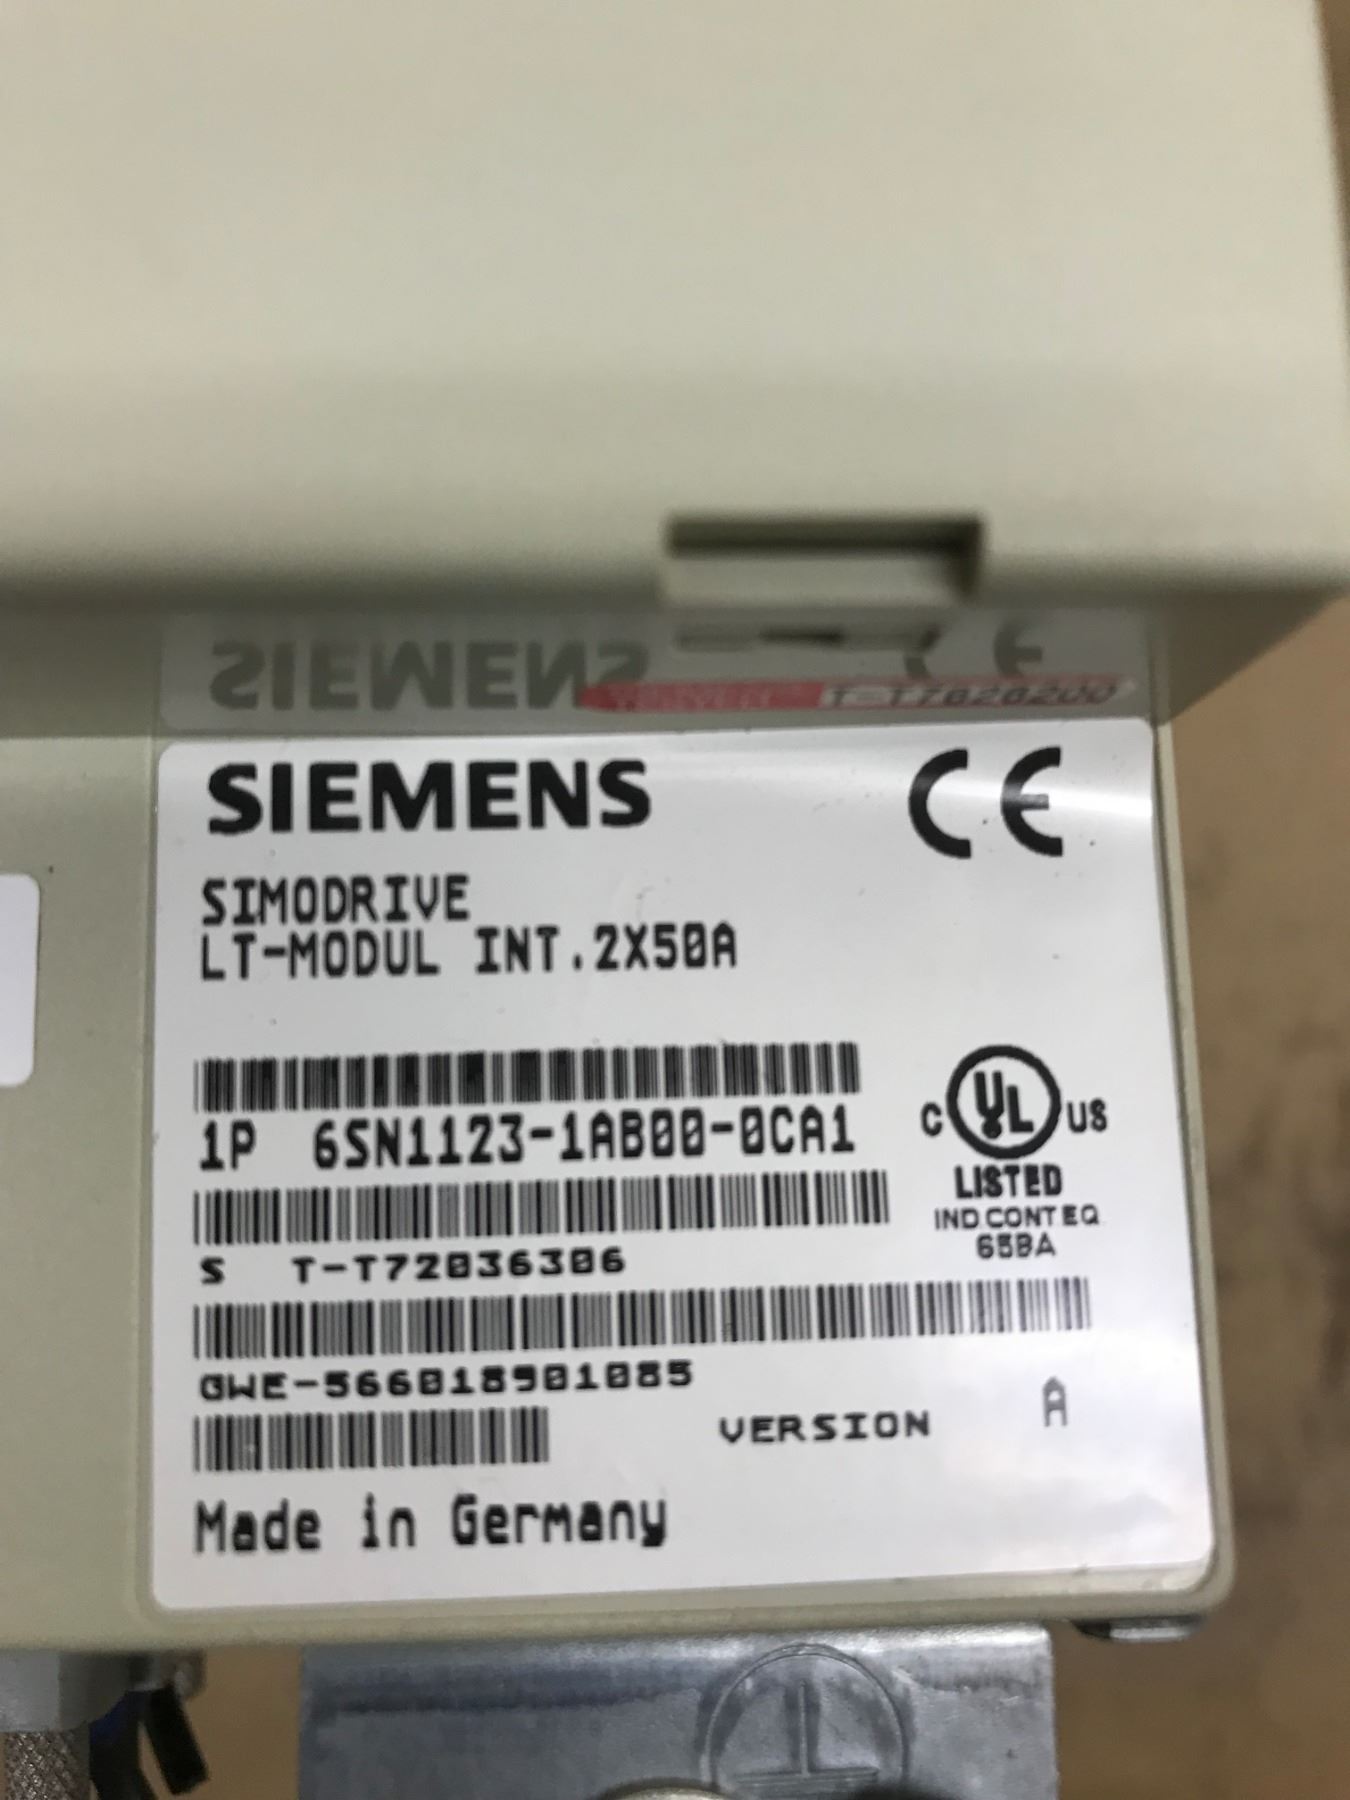 SIEMENS
CE
SIMODRIVE
LT-MODUL INT.2X50A
1P 6SN1123-1AB00-0CA1
C UL US
LISTED
IND.CONT.EQ
65BA
S T-T72036306
GWE-566018901085
VERSION A
Made in Germany